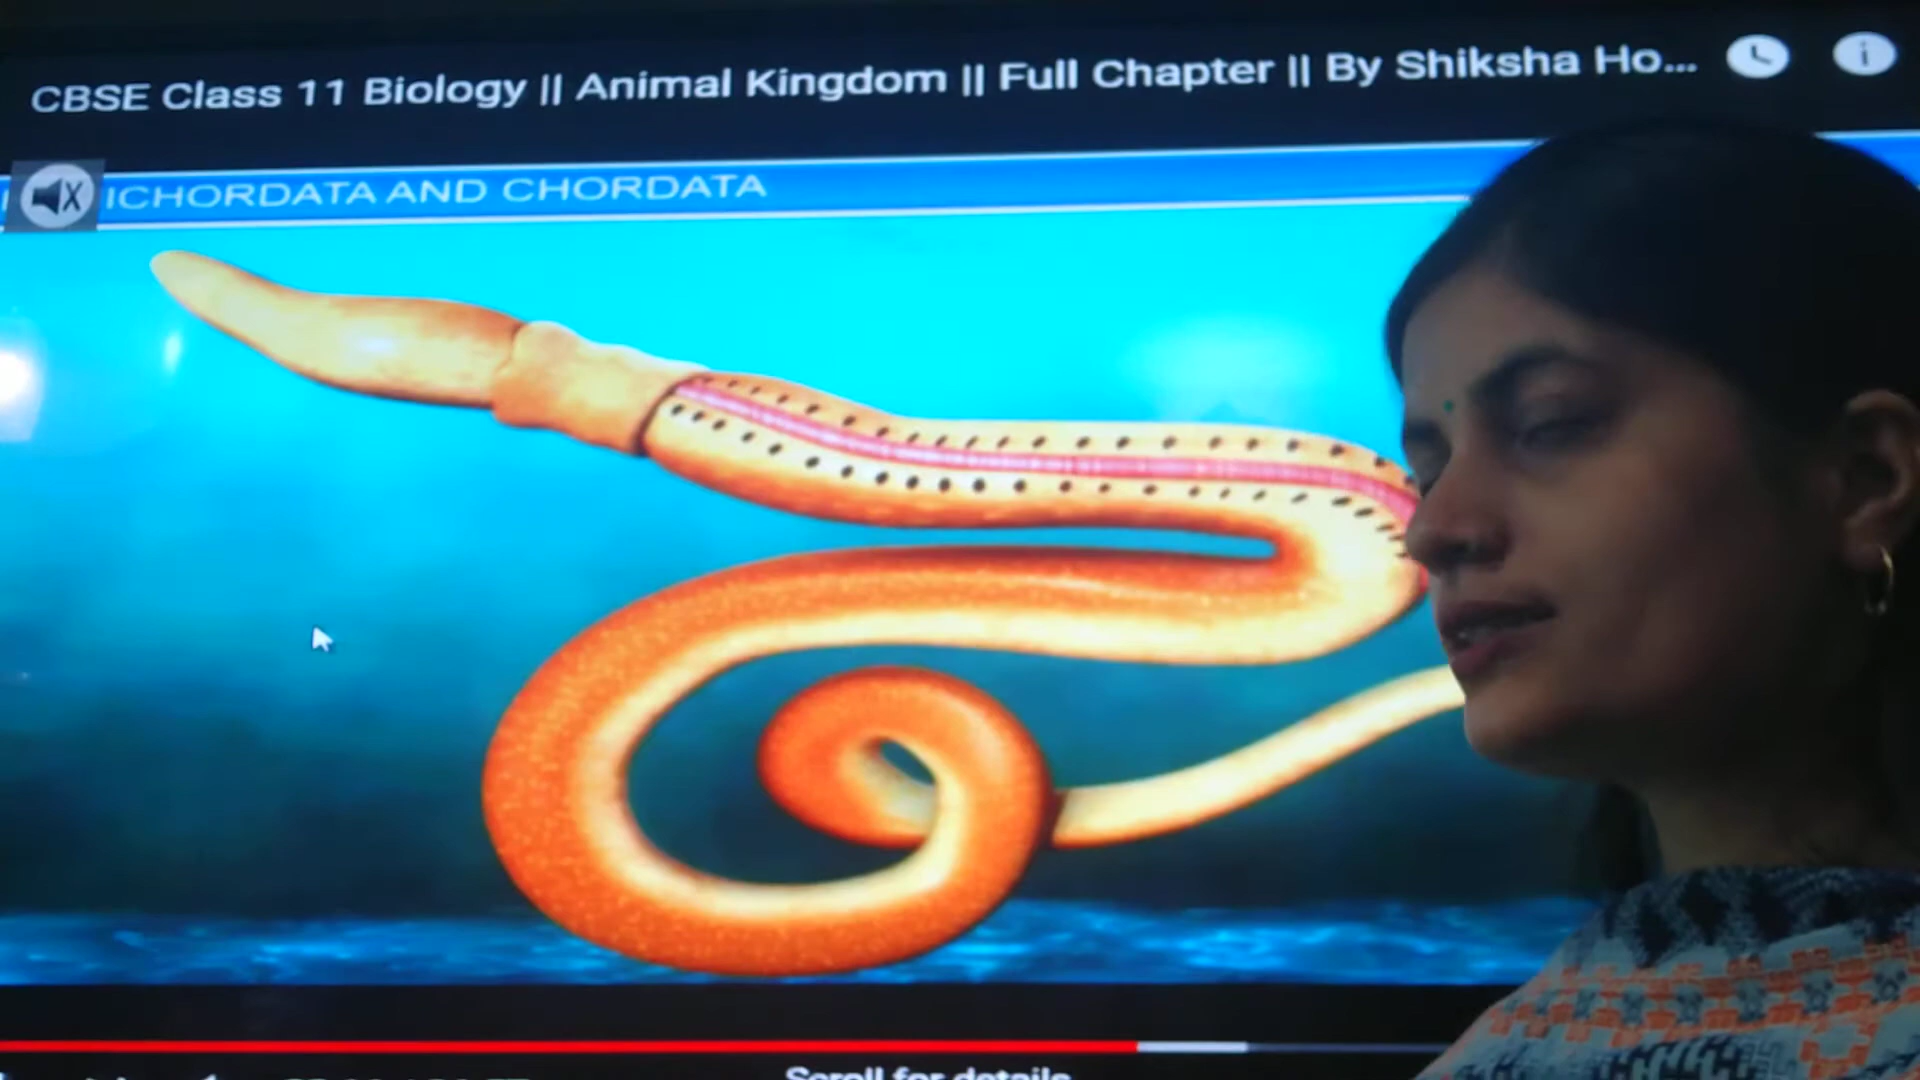 CBSE Class 11 Biology || Animal Kingdom || Full Chapter || By Shiksha Ho...
ICHORDATA AND CHORDATA
Scroll for details